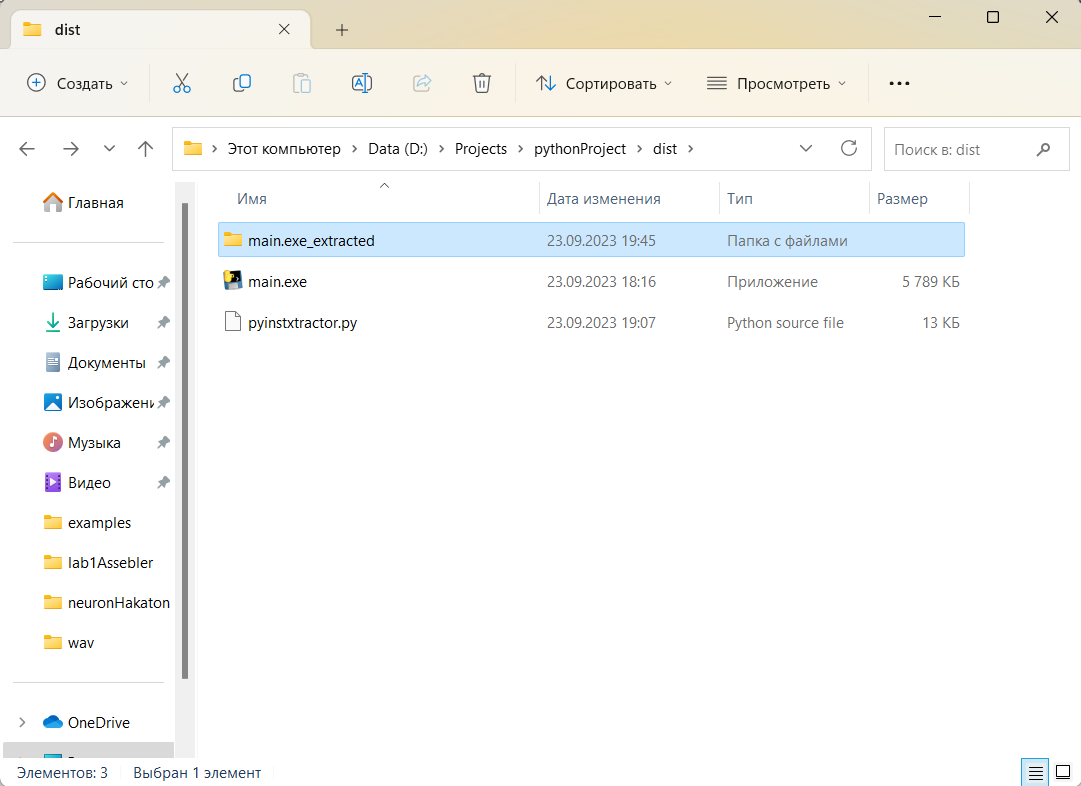 dist
Создать
Сортировать
Просмотреть
Этот компьютер Data (D:) Projects pythonProject dist
Поиск в: dist
Имя Дата изменения Тип Размер
main.exe_extracted 23.09.2023 19:45 Папка с файлами
main.exe 23.09.2023 18:16 Приложение 5 789 КБ
pyinstxtractor.py 23.09.2023 19:07 Python source file 13 КБ
Главная
Рабочий сто
Загрузки
Документы
Изображени
Музыка
Видео
examples
lab1Assebler
neuronHakaton
wav
OneDrive
Элементов: 3 Выбран 1 элемент